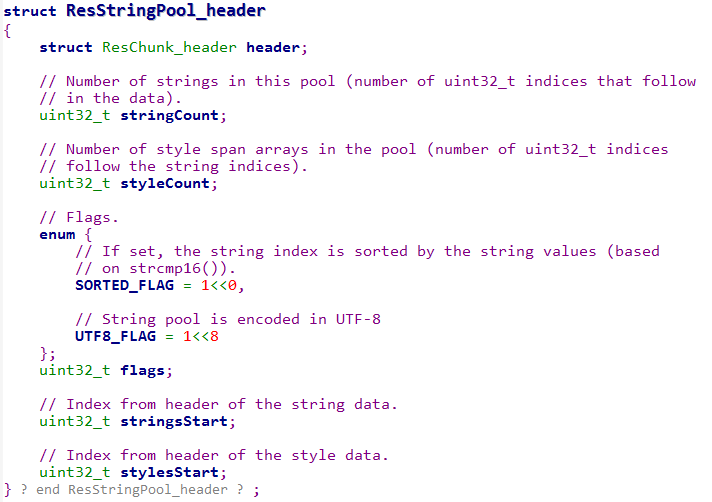 struct ResStringPool_header
{
    struct ResChunk_header header;

    // Number of strings in this pool (number of uint32_t indices that follow
    // in the data).
    uint32_t stringCount;

    // Number of style span arrays in the pool (number of uint32_t indices
    // follow the string indices).
    uint32_t styleCount;

    // Flags.
    enum {
        // If set, the string index is sorted by the string values (based
        // on strcmp16()).
        SORTED_FLAG = 1<<0,

        // String pool is encoded in UTF-8
        UTF8_FLAG = 1<<8
    };
    uint32_t flags;

    // Index from header of the string data.
    uint32_t stringsStart;

    // Index from header of the style data.
    uint32_t stylesStart;
} ? end ResStringPool_header ? ;